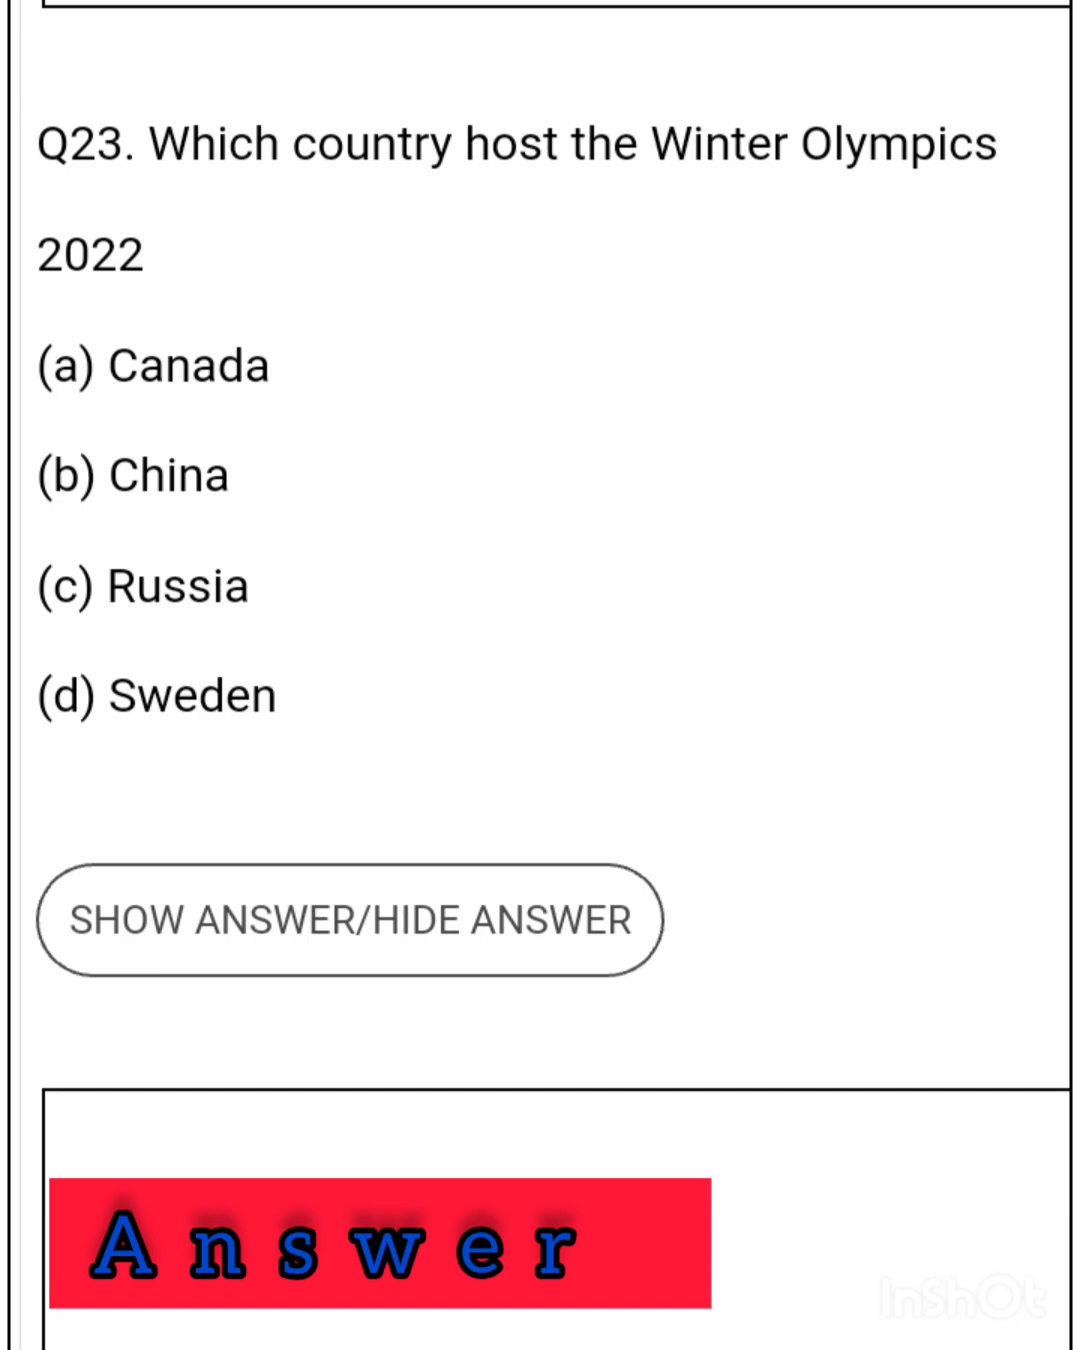 Q23. Which country host the Winter Olympics
2022
(a) Canada
(b) China
(c) Russia
(d) Sweden
SHOW ANSWER/HIDE ANSWER
Answer
InShOt